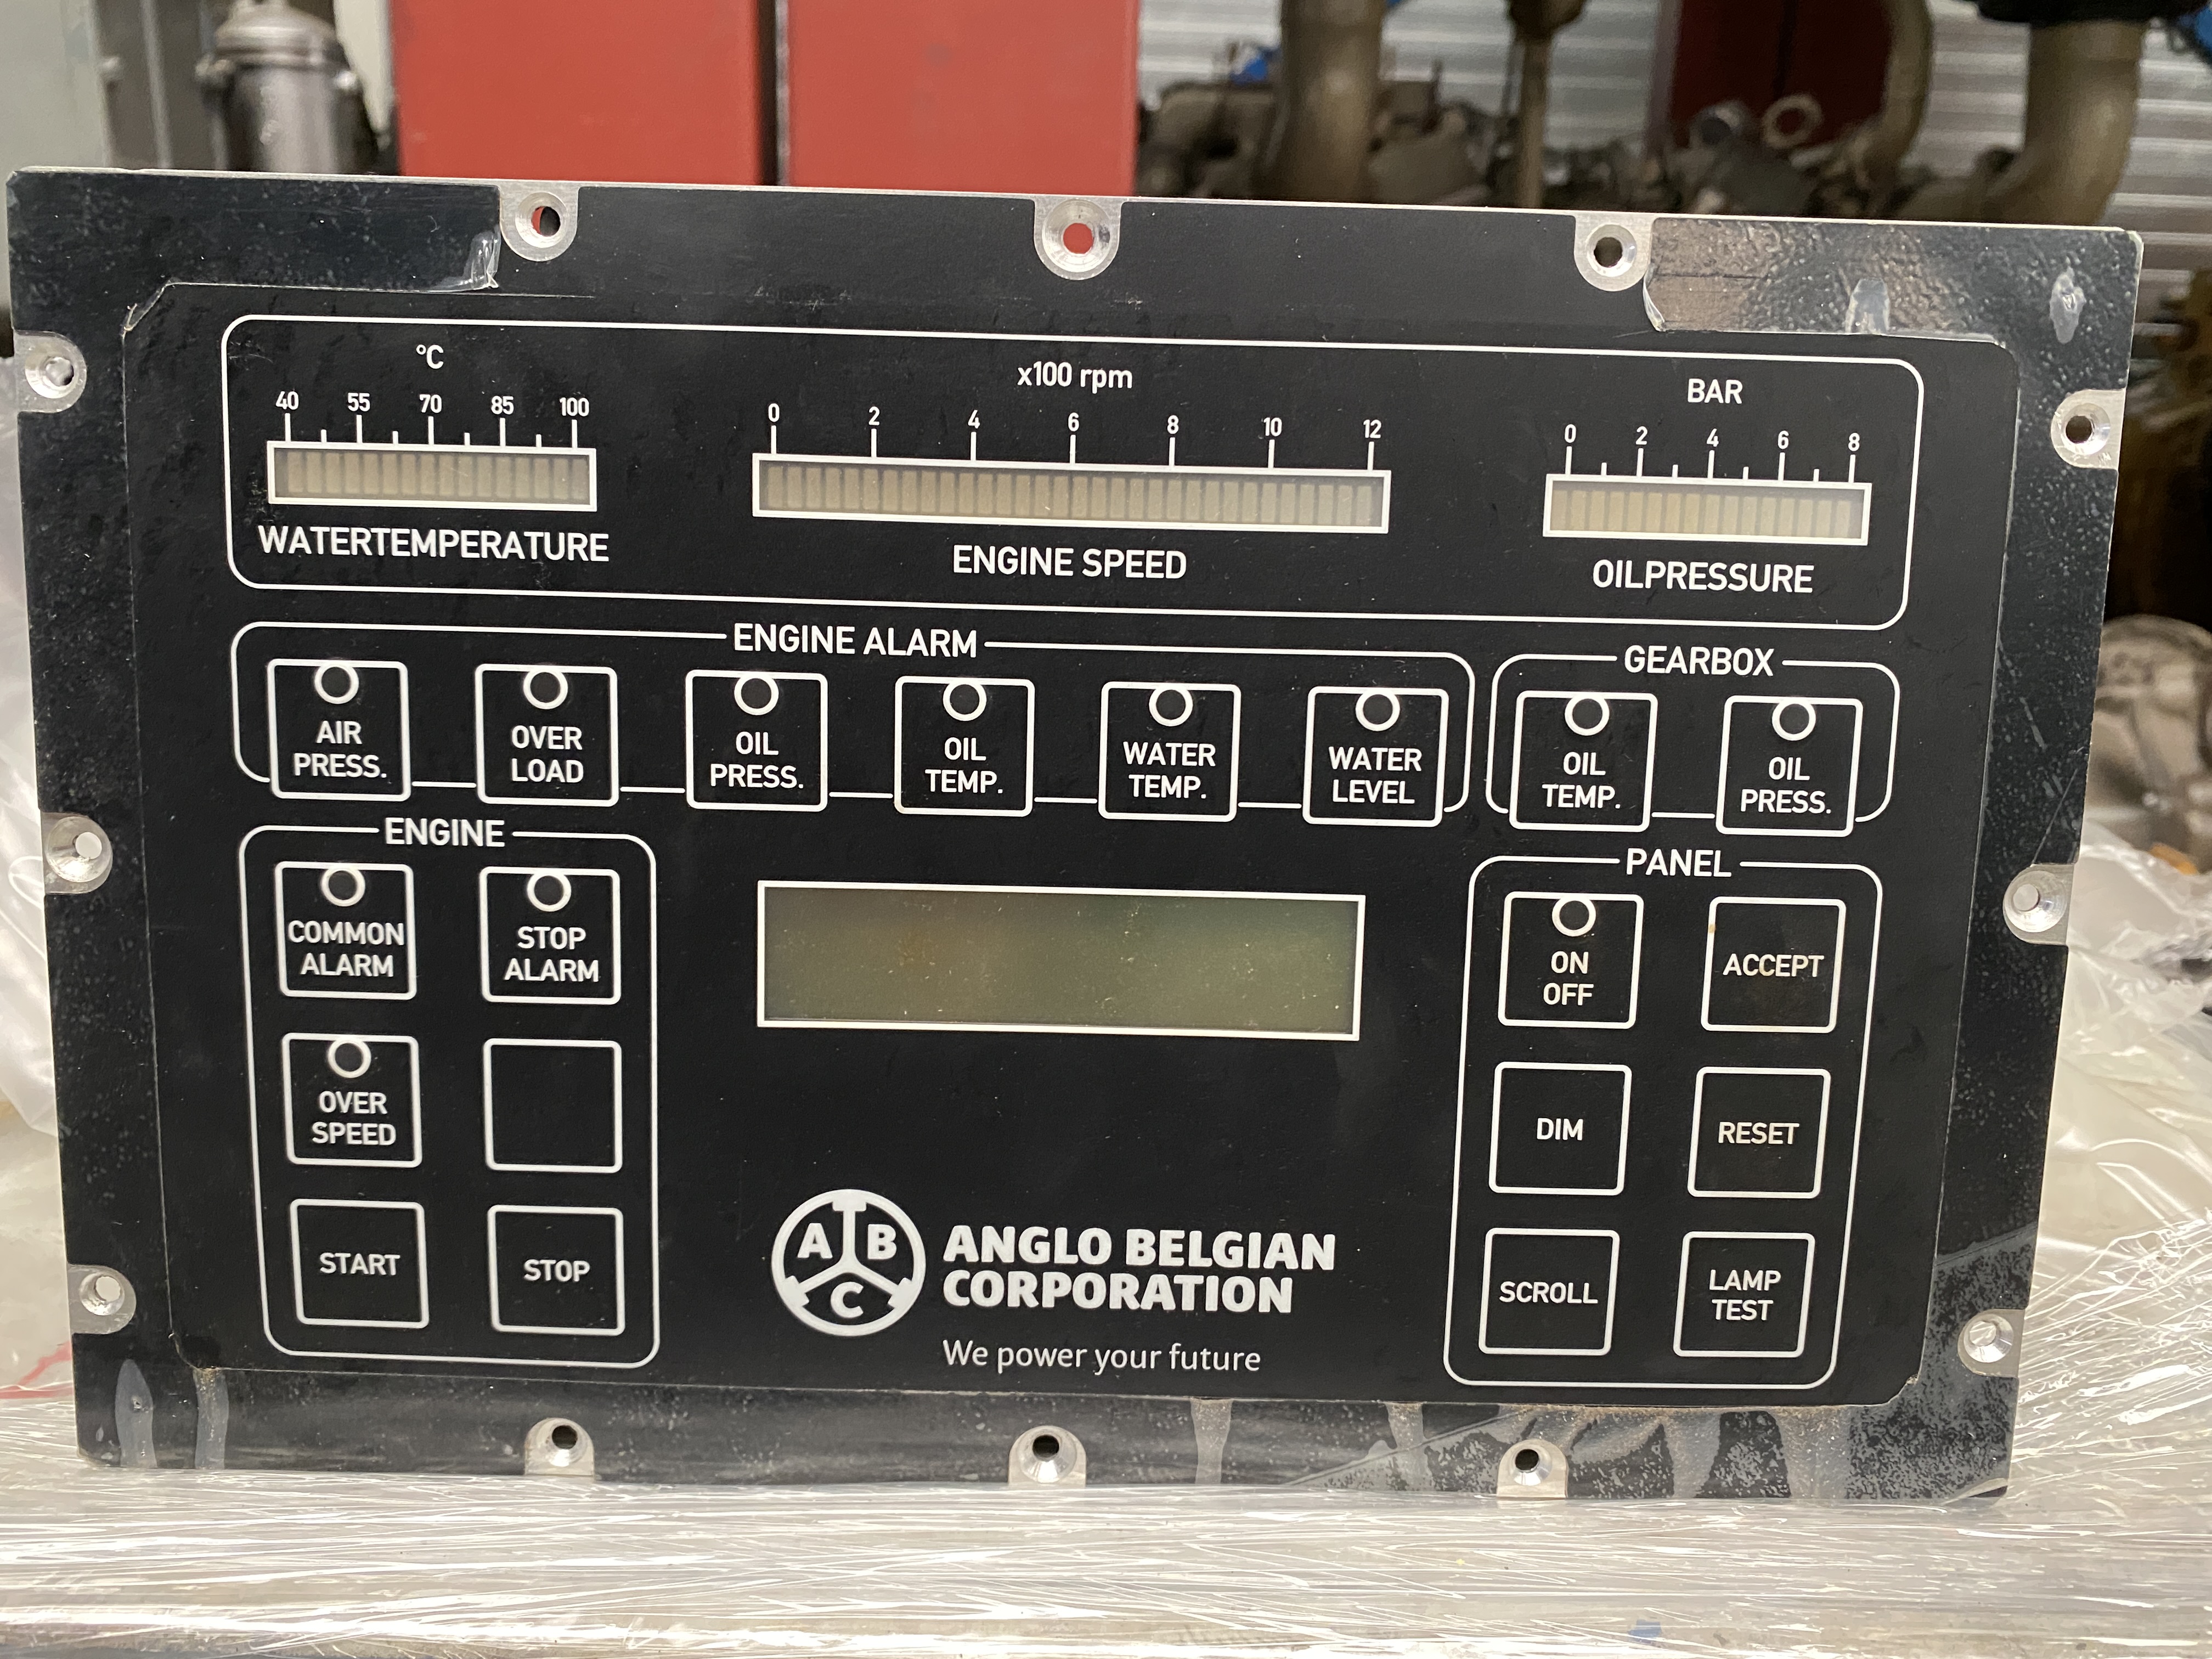 °C
40 55 70 85 100
WATERTEMPERATURE
x100 rpm
0 2 4 6 8 10 12
ENGINE SPEED
BAR
0 2 4 6 8
OILPRESSURE
ENGINE ALARM
AIR
PRESS.
OVER
LOAD
OIL
PRESS.
OIL
TEMP.
WATER
TEMP.
WATER
LEVEL
GEARBOX
OIL
TEMP.
OIL
PRESS.
ENGINE
COMMON
ALARM
STOP
ALARM
OVER
SPEED
START
STOP
A B C
ANGLO BELGIAN
CORPORATION
We power your future
PANEL
ON
OFF
ACCEPT
DIM
RESET
SCROLL
LAMP
TEST